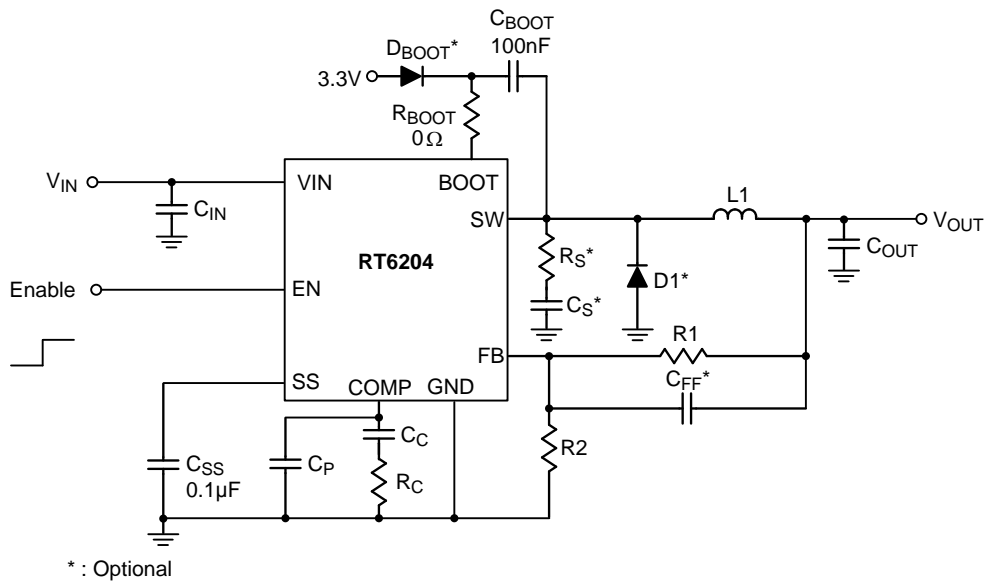 C_BOOT
100nF
D_BOOT*
3.3V
R_BOOT
0Ω
V_IN
VIN
BOOT
C_IN
SW
L1
V_OUT
C_OUT
RT6204
R_S*
C_S*
D1*
Enable
EN
FB
R1
C_FF*
SS
COMP
GND
C_C
R2
C_SS
0.1µF
C_P
R_C
* : Optional